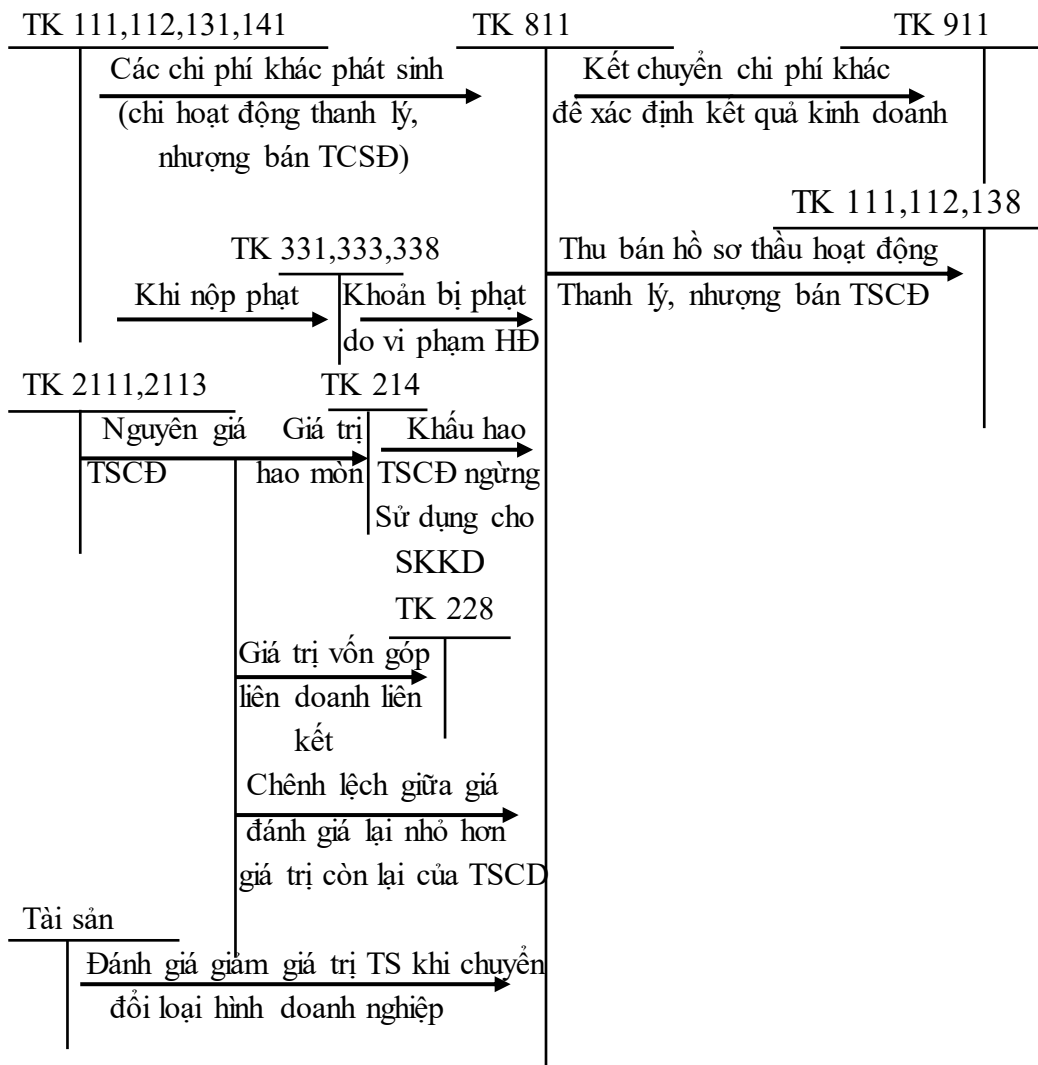 TK 111,112,131,141 TK 811 TK 911
Các chi phí khác phát sinh
(chi hoạt động thanh lý,
nhượng bán TCSĐ)
Kết chuyển chi phí khác
để xác định kết quả kinh doanh
TK 111,112,138
TK 331,333,338
Thu bán hồ sơ thầu hoạt động
Thanh lý, nhượng bán TSCĐ
Khi nộp phạt
Khoản bị phạt
do vi phạm HĐ
TK 2111,2113 TK 214
Nguyên giá
TSCĐ
Giá trị
hao mòn
Khấu hao
TSCĐ ngừng
Sử dụng cho
SKKD
TK 228
Giá trị vốn góp
liên doanh liên
kết
Chênh lệch giữa giá
đánh giá lại nhỏ hơn
giá trị còn lại của TSCD
Tài sản
Đánh giá giảm giá trị TS khi chuyển
đổi loại hình doanh nghiệp